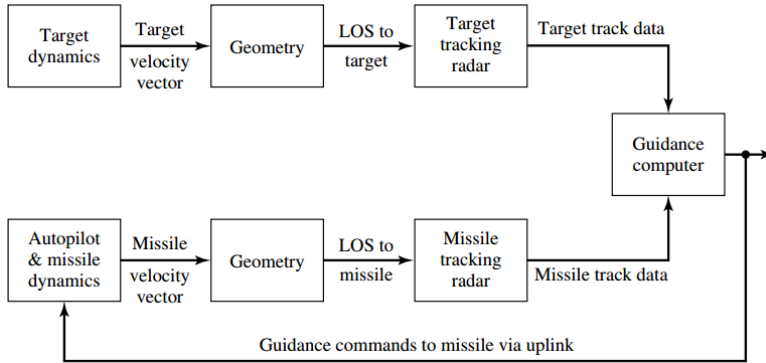 Target
dynamics
Target
velocity
vector
Geometry
LOS to
target
Target
tracking
radar
Target track data
Guidance
computer
Autopilot
& missile
dynamics
Missile
velocity
vector
Geometry
LOS to
missile
Missile
tracking
radar
Missile track data
Guidance commands to missile via uplink